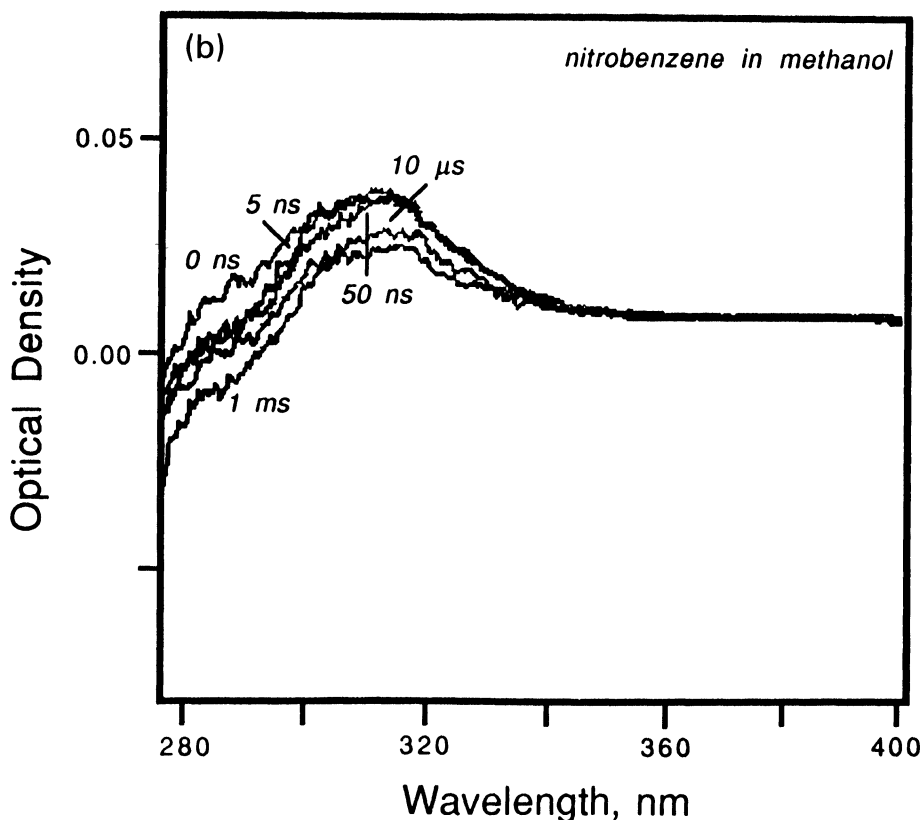 (b)
nitrobenzene in methanol
0.05
10 μs
5 ns
0 ns
50 ns
0.00
1 ms
Optical Density
280 320 360 400
Wavelength, nm